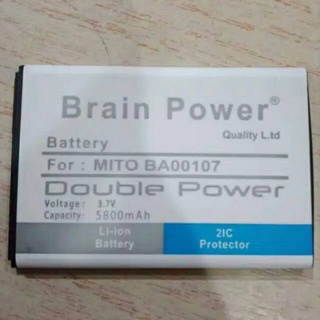 Brain Power®
Quality L.td
Battery
For : MITO BA00107
Double Power
Voltage : 3.7V
Capacity: 5800mAh
Li-ion
Battery
2IC
Protector